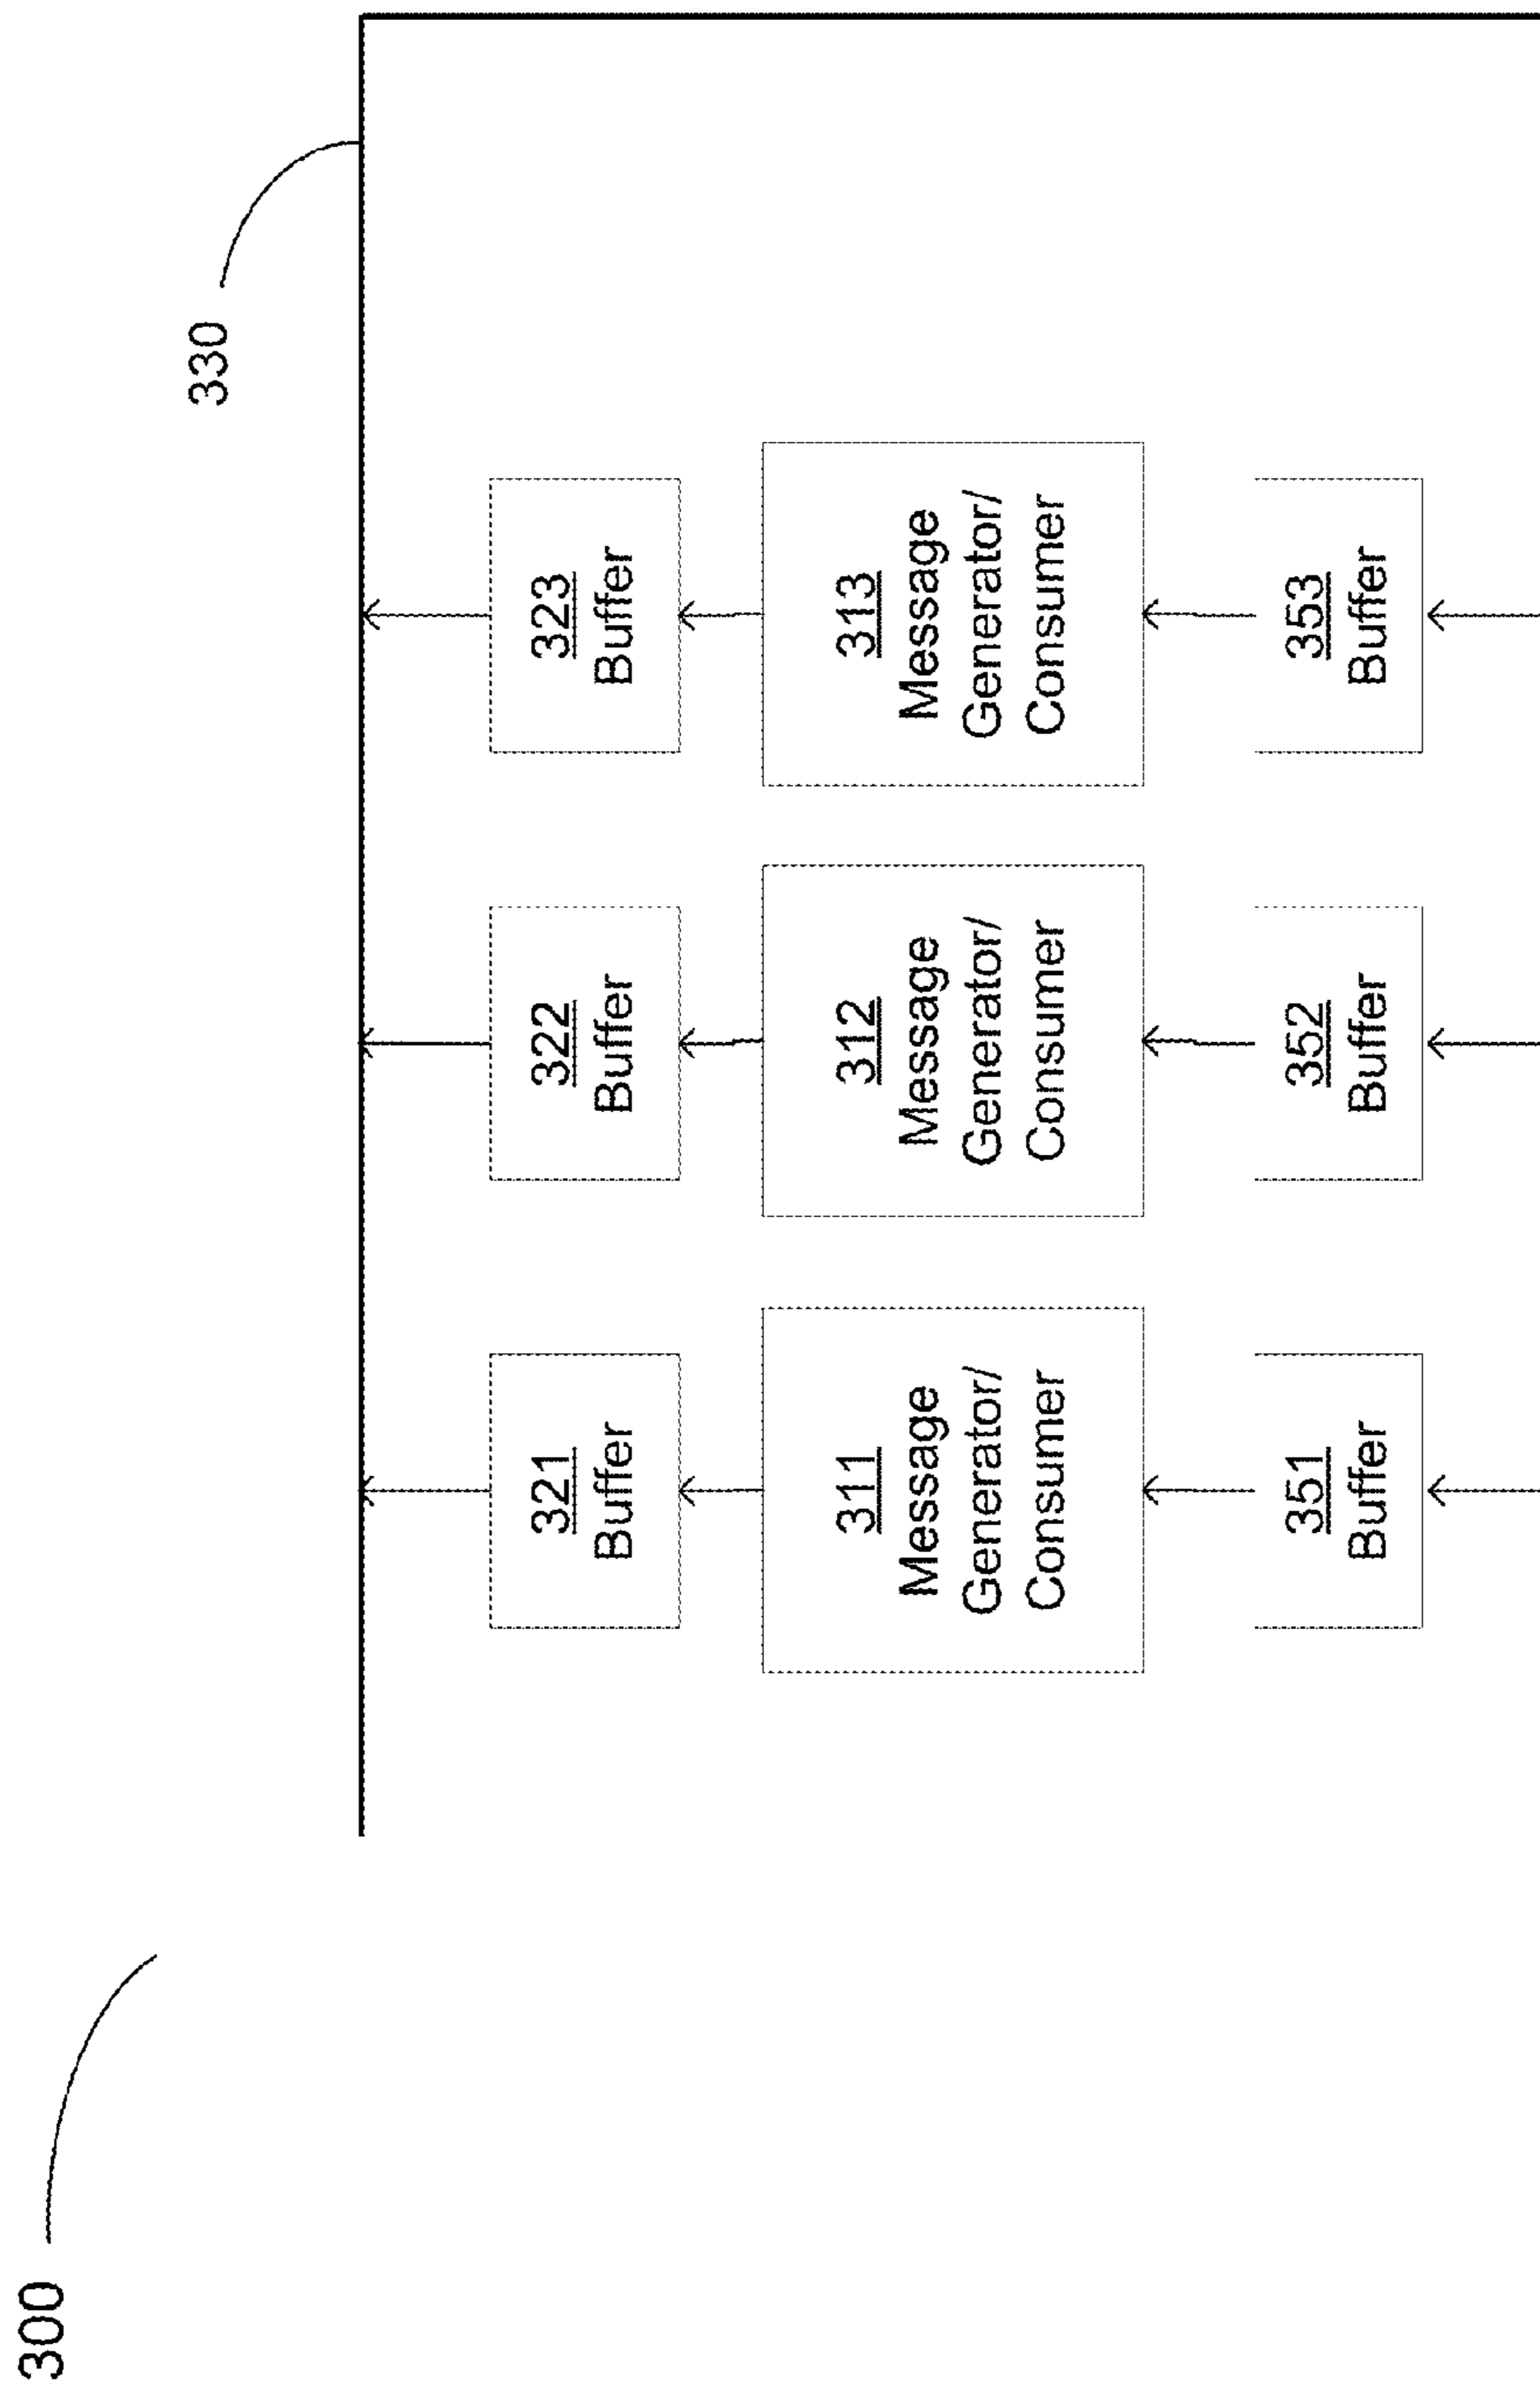 300
330
321
Buffer
322
Buffer
323
Buffer
311
Message
Generator/
Consumer
312
Message
Generator/
Consumer
313
Message
Generator/
Consumer
351
Buffer
352
Buffer
353
Buffer